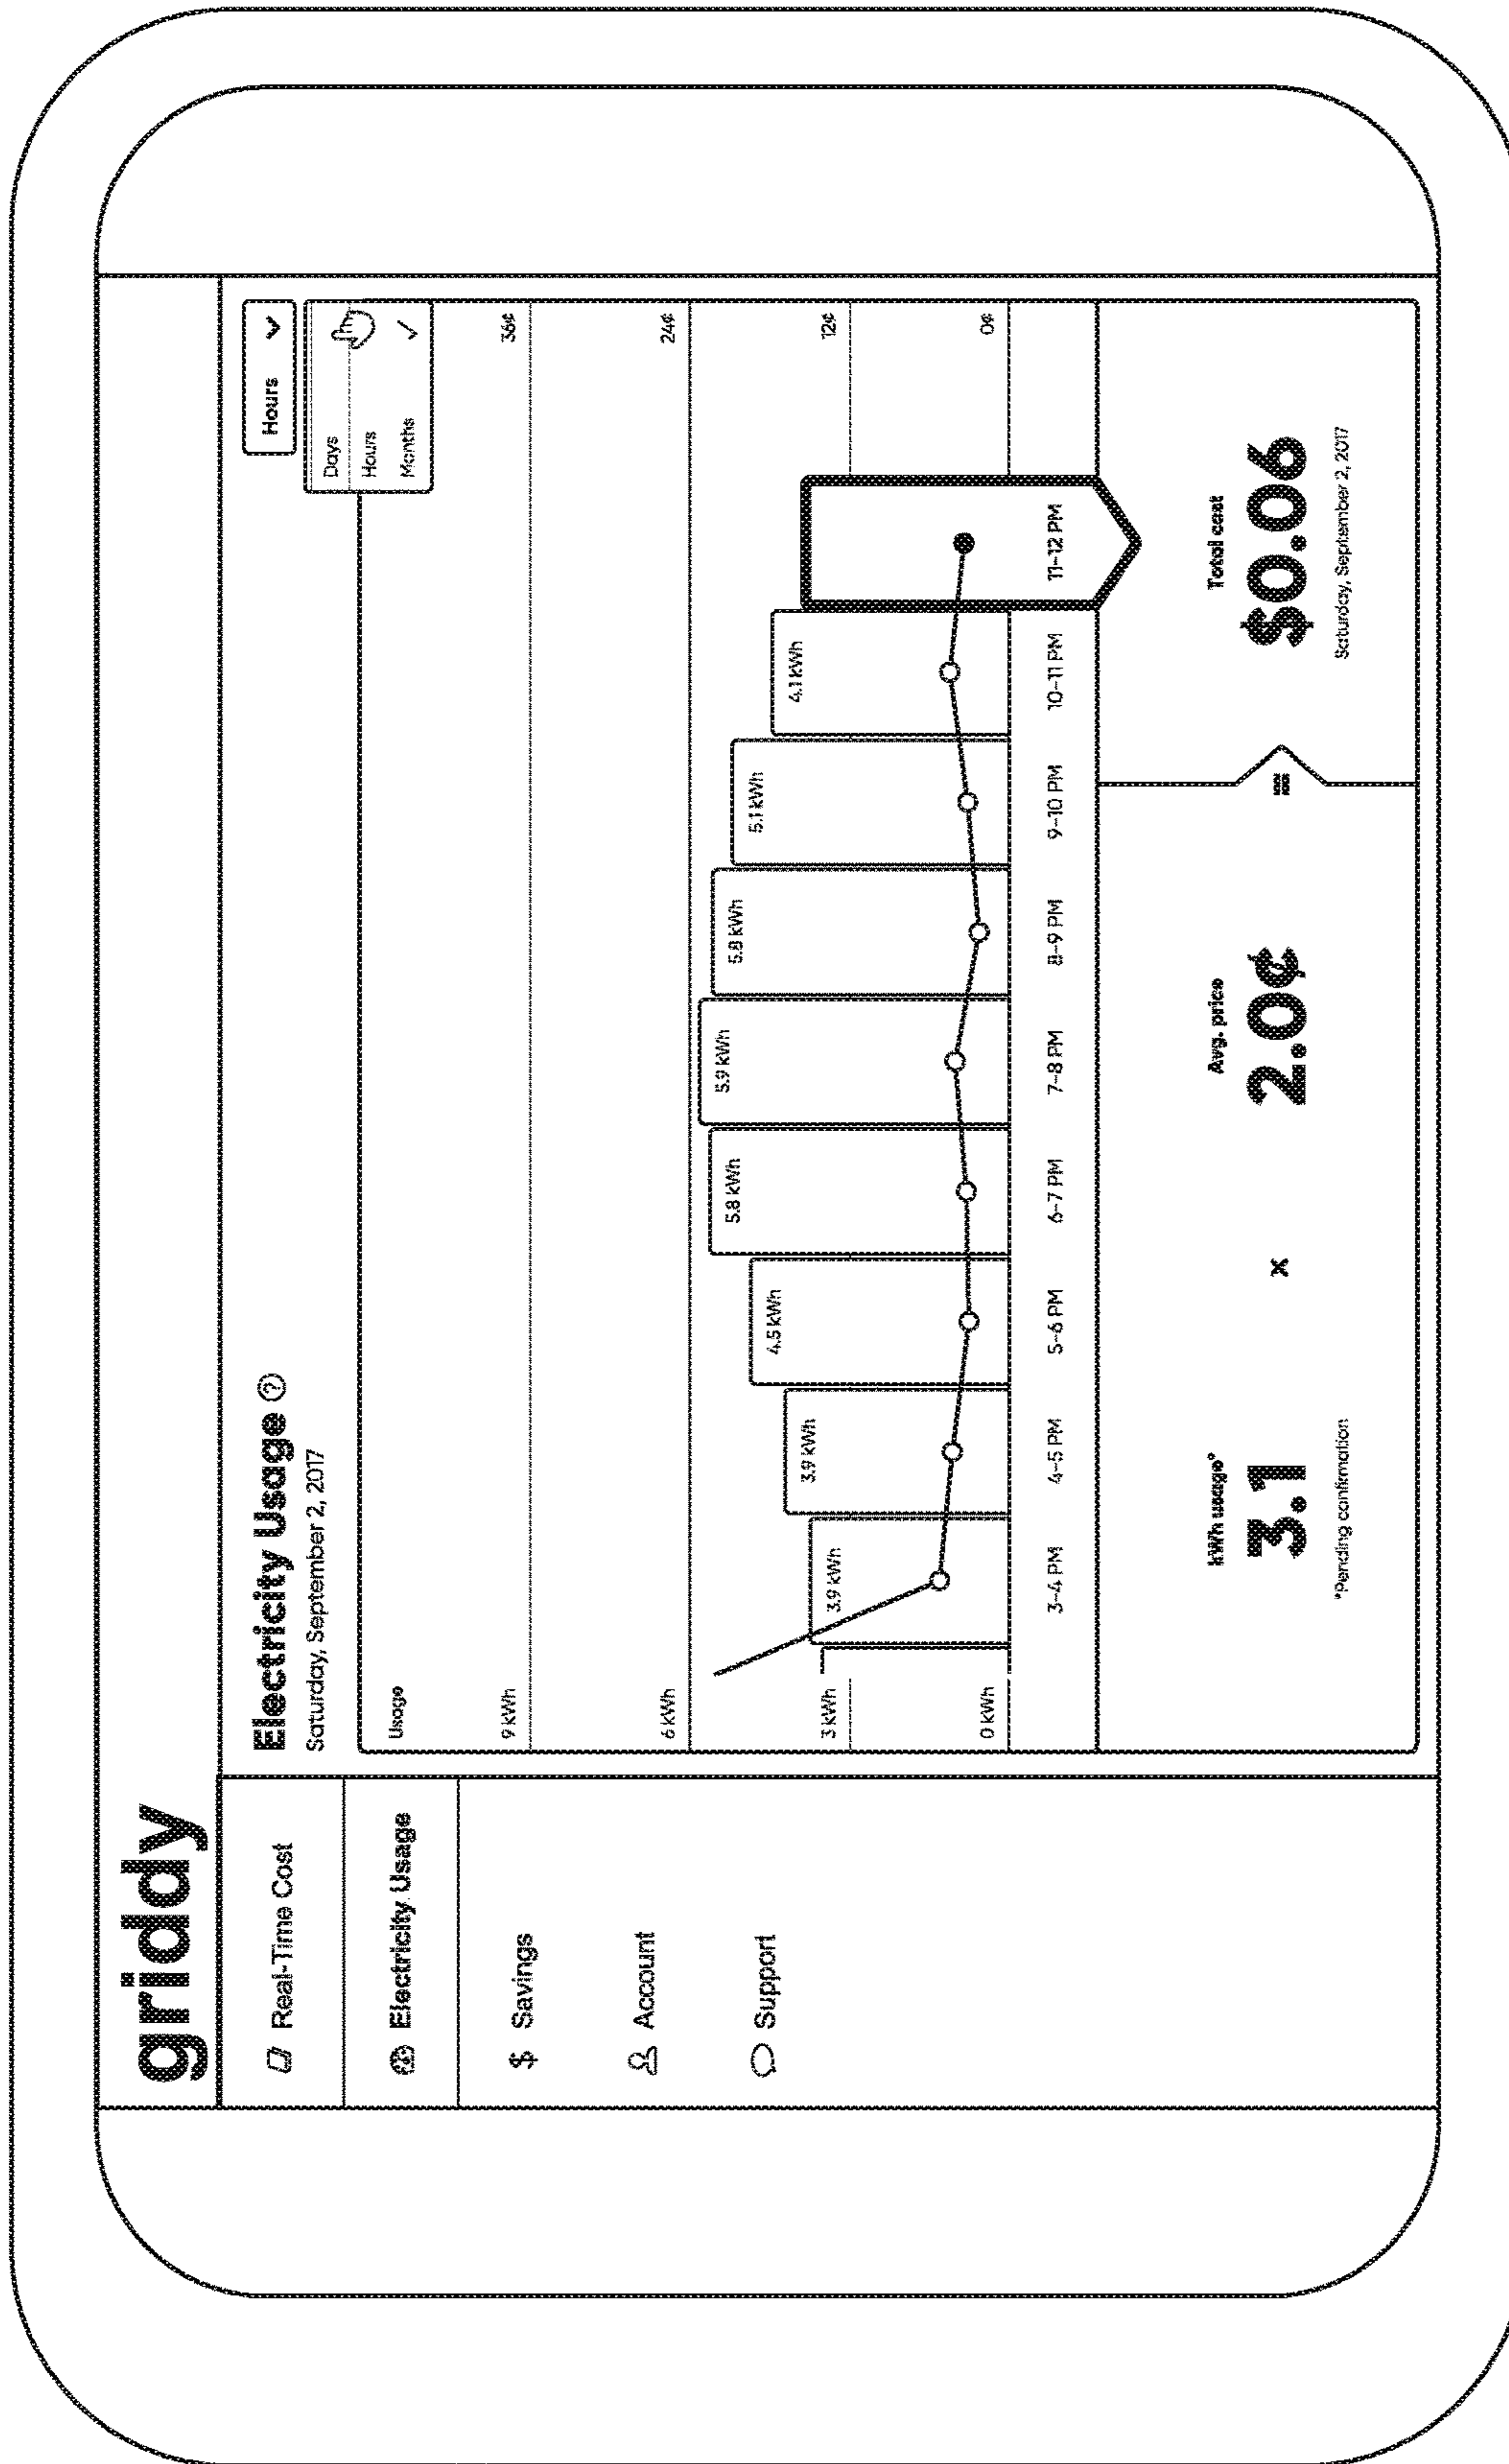 griddy
Real-Time Cost
Electricity Usage
$ Savings
Account
Support
Electricity Usage ?
Saturday, September 2, 2017
Hours
Days
Hours
Months
Usage
9 kWh
36¢
6 kWh
24¢
3 kWh
12¢
0 kWh
0¢
3.9 kWh
3.9 kWh
4.5 kWh
5.8 kWh
5.9 kWh
5.8 kWh
5.1 kWh
4.1 kWh
3-4 PM
4-5 PM
5-6 PM
6-7 PM
7-8 PM
8-9 PM
9-10 PM
10-11 PM
11-12 PM
kWh usage*
3.1
*Pending confirmation
x
Avg. price
2.0¢
=
Total cost
$0.06
Saturday, September 2, 2017